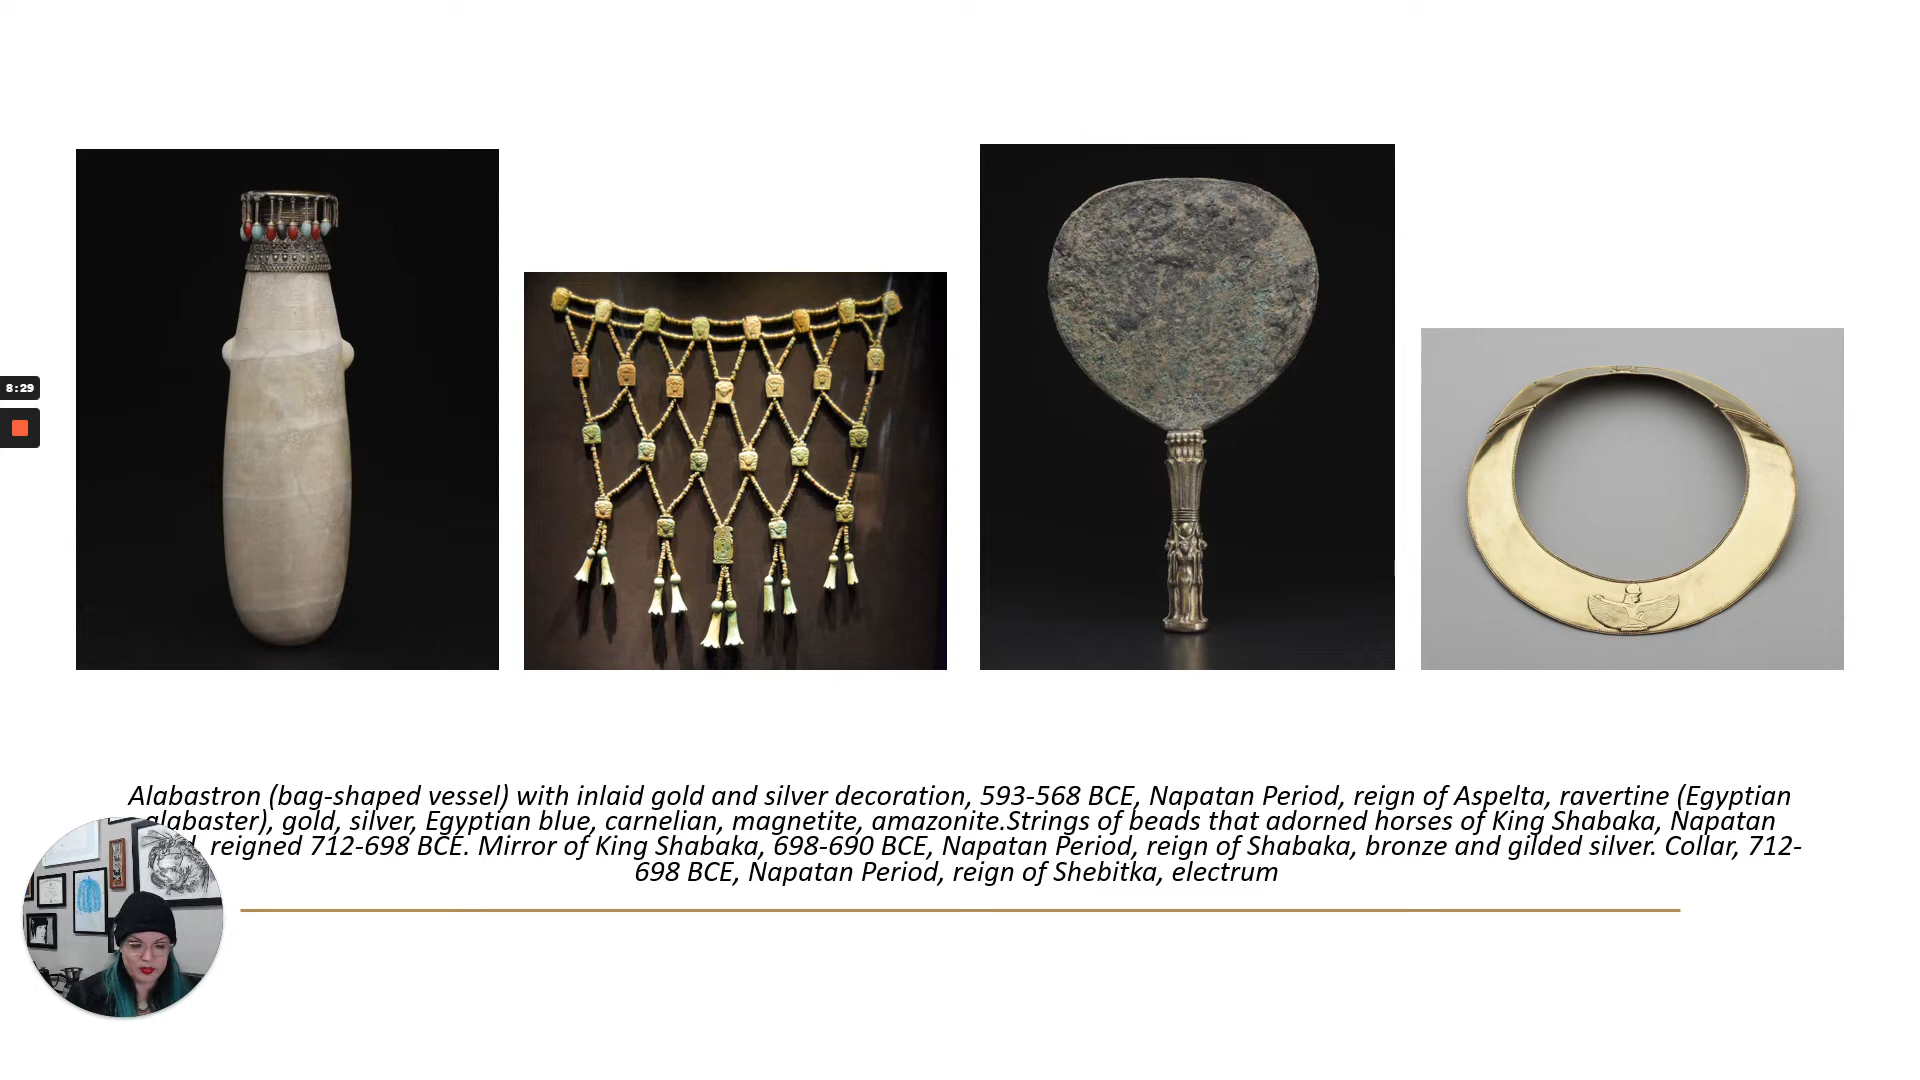 8:29
Alabastron (bag-shaped vessel) with inlaid gold and silver decoration, 593-568 BCE, Napatan Period, reign of Aspelta, ravertine (Egyptian
alabaster), gold, silver, Egyptian blue, carnelian, magnetite, amazonite.Strings of beads that adorned horses of King Shabaka, Napatan
reigned 712-698 BCE. Mirror of King Shabaka, 698-690 BCE, Napatan Period, reign of Shabaka, bronze and gilded silver. Collar, 712-
698 BCE, Napatan Period, reign of Shebitka, electrum